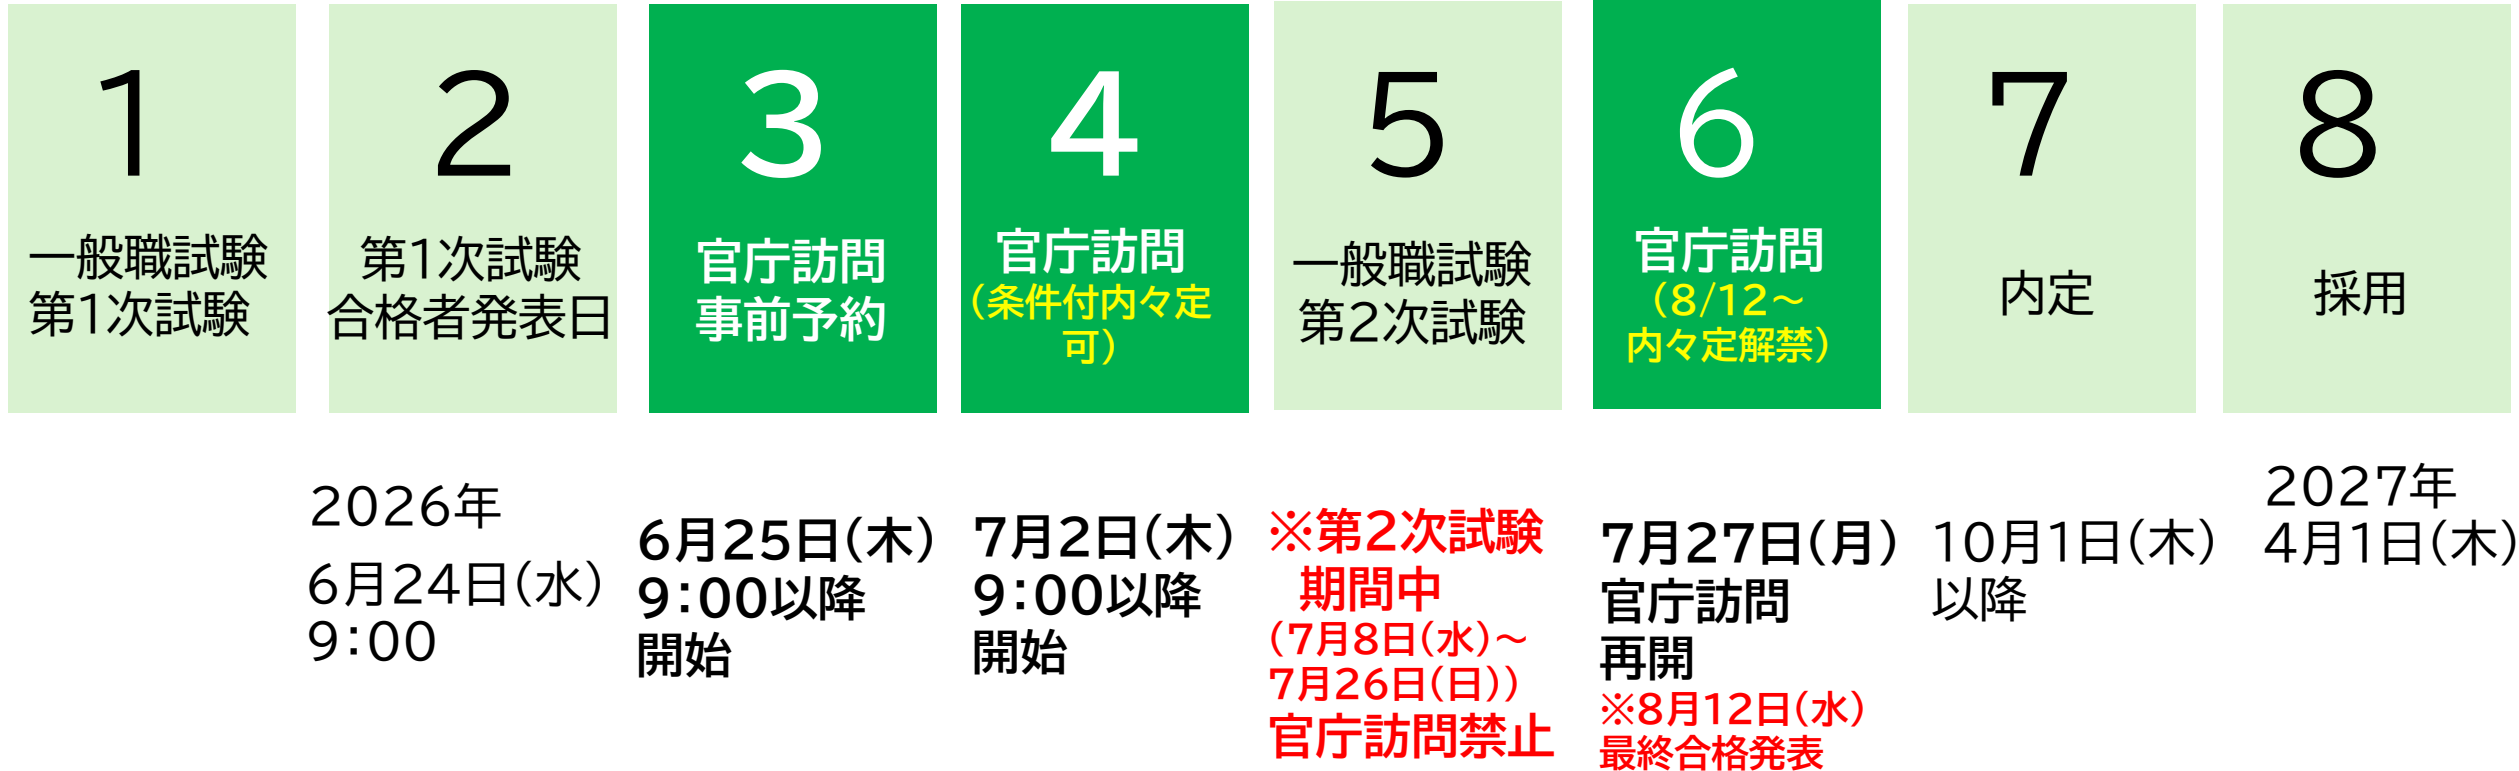 1
一般職試験
第1次試験
2
第1次試験
合格者発表日
2026年
6月24日(水)
9:00
3
官庁訪問
事前予約
6月25日(木)
9:00以降
開始
4
官庁訪問
(条件付内々定
可)
7月2日(木)
9:00以降
開始
5
一般職試験
第2次試験
※第2次試験
期間中
(7月8日(水)~
7月26日(日))
官庁訪問禁止
6
官庁訪問
(8/12~
内々定解禁)
7月27日(月)
官庁訪問
再開
※8月12日(水)
最終合格発表
7
内定
10月1日(木)
以降
8
採用
2027年
4月1日(木)